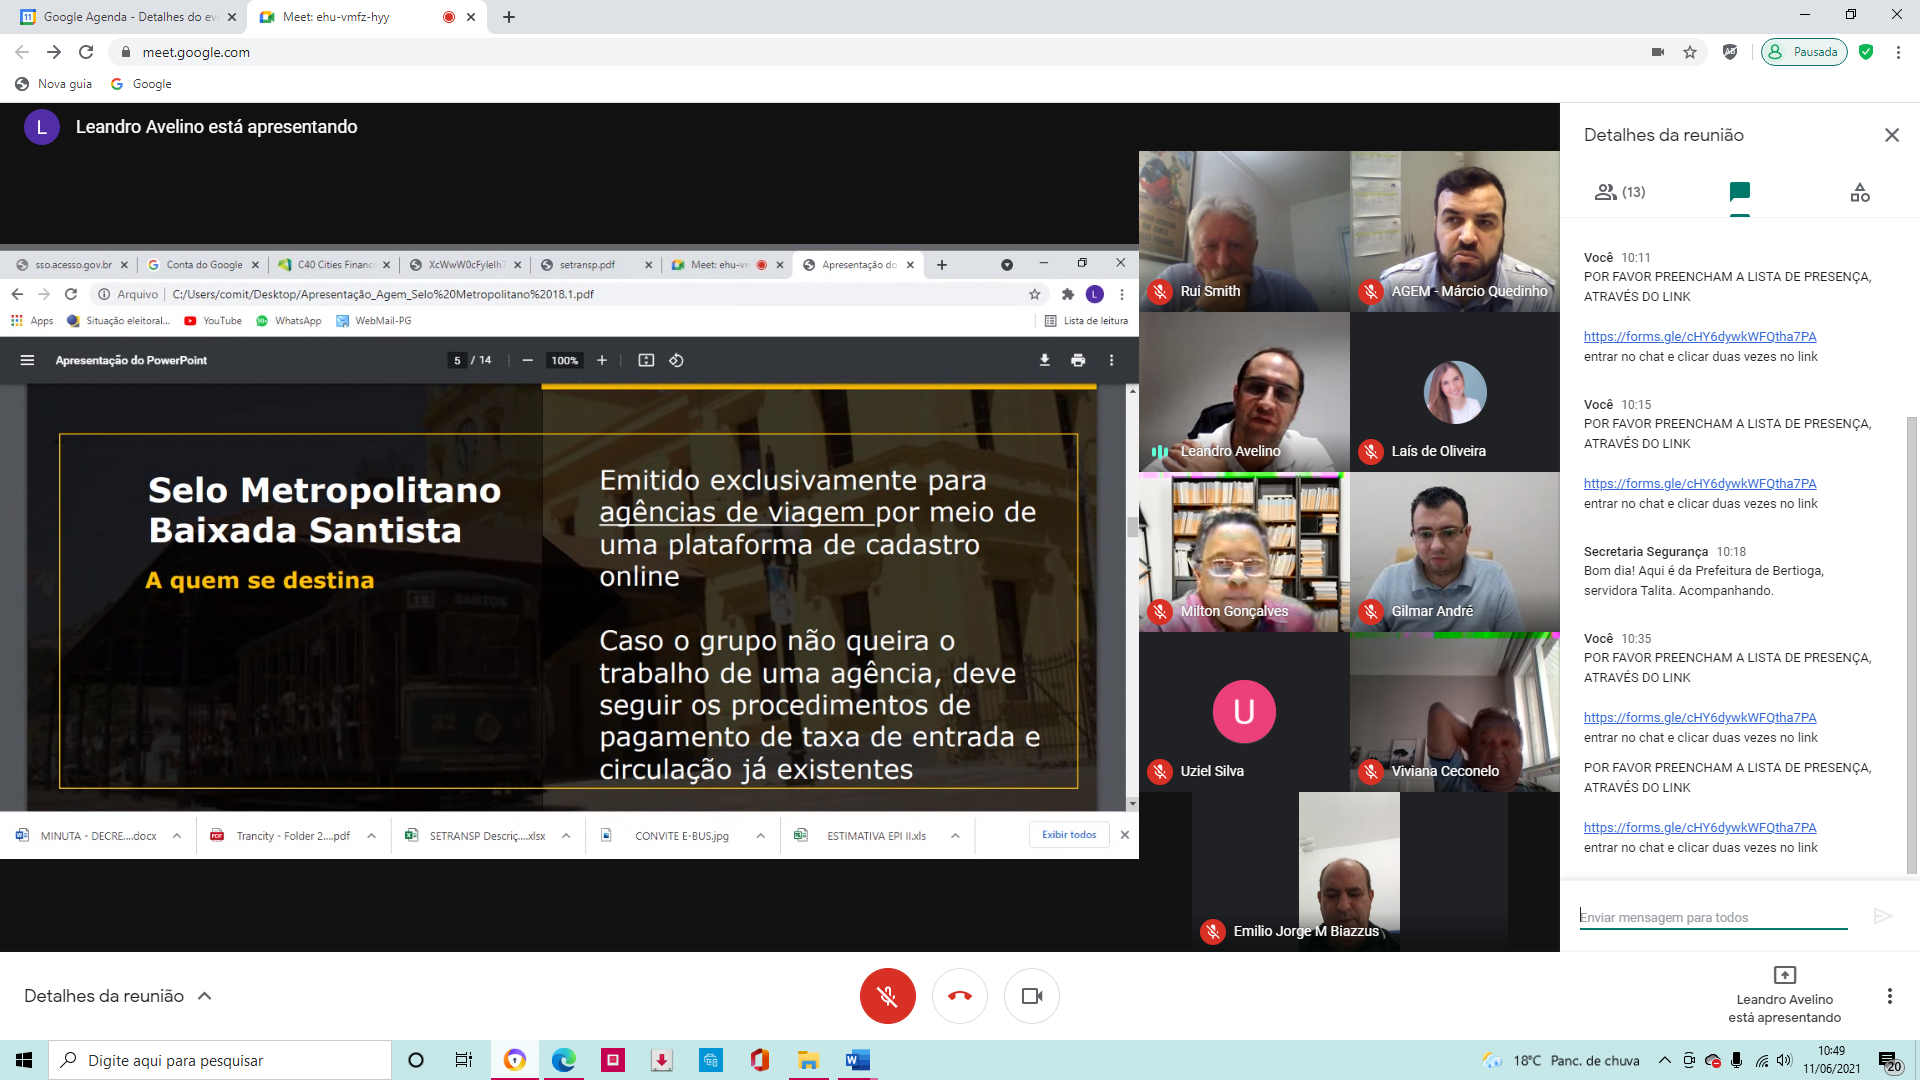 Google Agenda - Detalhes do ev
Meet: ehu-vmfz-hyy
meet.google.com
Pausada
Nova guia
Google
L
Leandro Avelino está apresentando
sso.acesso.gov.br
Conta do Google
C40 Cities Finance
setransp.pdf
Meet: ehu-vm
Apresentação do
Arquivo
C:/Users/comit/Desktop/Apresentação_Agem_Selo%20Metropolitano%2018.1.pdf
L
Apps
Situação eleitoral...
YouTube
WhatsApp
WebMail-PG
Lista de leitura
Apresentação do PowerPoint
5 / 14
100%
Selo Metropolitano
Baixada Santista
A quem se destina
Emitido exclusivamente para
agências de viagem por meio de
uma plataforma de cadastro
online
Caso o grupo não queira o
trabalho de uma agência, deve
seguir os procedimentos de
pagamento de taxa de entrada e
circulação já existentes
SANTOS
MINUTA - DECRE....docx
Trancity - Folder 2....pdf
SETRANSP Descriç....xlsx
CONVITE E-BUS.jpg
ESTIMATIVA EPI II.xls
Exibir todos
Rui Smith
AGEM - Márcio Quedinho
Leandro Avelino
Laís de Oliveira
Milton Gonçalves
Gilmar André
U
Uziel Silva
Viviana Ceconelo
Emilio Jorge M Biazzus
Detalhes da reunião
(13)
Você 10:11
POR FAVOR PREENCHAM A LISTA DE PRESENÇA,
ATRAVÉS DO LINK
https://forms.gle/cHY6dywkWFQtha7PA
entrar no chat e clicar duas vezes no link
Você 10:15
POR FAVOR PREENCHAM A LISTA DE PRESENÇA,
ATRAVÉS DO LINK
https://forms.gle/cHY6dywkWFQtha7PA
entrar no chat e clicar duas vezes no link
Secretaria Segurança 10:18
Bom dia! Aqui é da Prefeitura de Bertioga,
servidora Talita. Acompanhando.
Você 10:35
POR FAVOR PREENCHAM A LISTA DE PRESENÇA,
ATRAVÉS DO LINK
https://forms.gle/cHY6dywkWFQtha7PA
entrar no chat e clicar duas vezes no link
POR FAVOR PREENCHAM A LISTA DE PRESENÇA,
ATRAVÉS DO LINK
https://forms.gle/cHY6dywkWFQtha7PA
entrar no chat e clicar duas vezes no link
Enviar mensagem para todos
Detalhes da reunião
Leandro Avelino
está apresentando
Digite aqui para pesquisar
18°C Panc. de chuva
10:49
11/06/2021
20